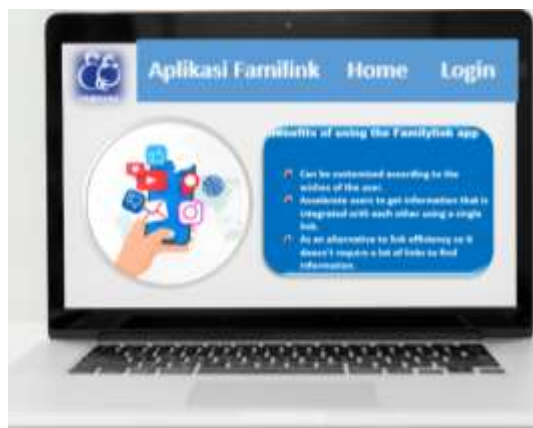 Aplikasi Familink Home Login
Benefits of using the Familylink app
Can be customized according to the
wishes of the user.
Accelerate users to get information that is
integrated with each other using a single
link.
As an alternative to link efficiency so it
doesn't require a lot of links to find
information.